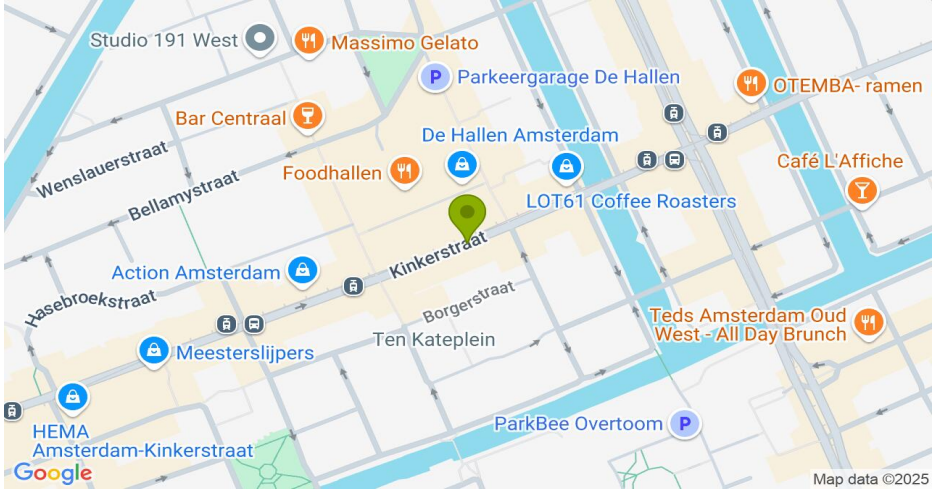 Studio 191 West
Massimo Gelato
P
Parkeergarage De Hallen
OTEMBA- ramen
Bar Centraal
De Hallen Amsterdam
Wenslauerstraat
Bellamystraat
Foodhallen
Café L'Affiche
LOT61 Coffee Roasters
Kinkerstraat
Action Amsterdam
Hasebroekstraat
Borgerstraat
Teds Amsterdam Oud
West - All Day Brunch
Ten Kateplein
Meesterslijpers
ParkBee Overtoom
P
HEMA
Amsterdam-Kinkerstraat
Google
Map data ©2025